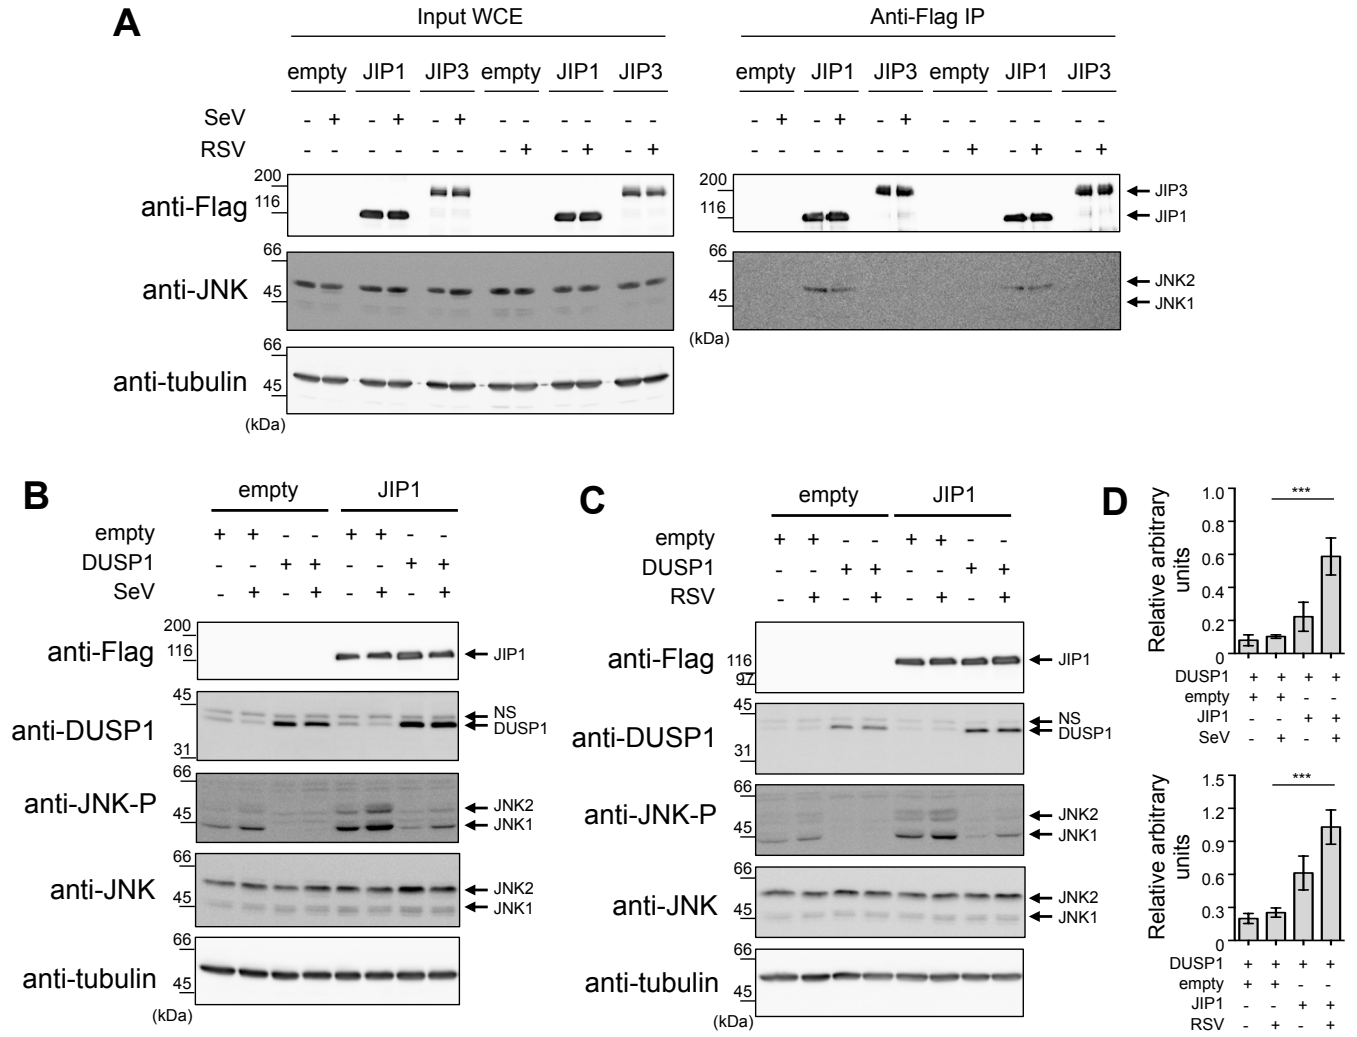 A
Input WCE
Anti-Flag IP
empty JIP1 JIP3 empty JIP1 JIP3
empty JIP1 JIP3 empty JIP1 JIP3
SeV - + - + - + - - - - - -
- + - + - + - - - - - -
RSV - - - - - - - + - + - +
- - - - - - - + - + - +
anti-Flag
200
116
200
116
JIP3
JIP1
anti-JNK
66
45
66
45
JNK2
JNK1
(kDa)
anti-tubulin
66
45
(kDa)
B
empty JIP1
empty + + - - + + - -
DUSP1 - - + + - - + +
SeV - + - + - + - +
anti-Flag
200
116
JIP1
anti-DUSP1
45
31
NS
DUSP1
anti-JNK-P
66
45
JNK2
JNK1
anti-JNK
66
45
JNK2
JNK1
anti-tubulin
66
45
(kDa)
C
empty JIP1
empty + + - - + + - -
DUSP1 - - + + - - + +
RSV - + - + - + - +
anti-Flag
116
97
JIP1
anti-DUSP1
45
31
NS
DUSP1
anti-JNK-P
66
45
JNK2
JNK1
anti-JNK
66
45
JNK2
JNK1
anti-tubulin
66
45
(kDa)
D
Relative arbitrary
units
1.0
0.8
0.6
0.4
0.2
0
***
DUSP1 + + + +
empty + + - -
JIP1 - - + +
SeV - + - +
Relative arbitrary
units
1.5
1.2
0.9
0.6
0.3
0
***
DUSP1 + + + +
empty + + - -
JIP1 - - + +
RSV - + - +